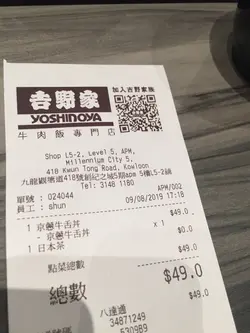 加入吉野家族
吉野家
YOSHINOYA
牛肉飯專門店
Shop L5-2, Level 5, APM,
Millennium City 5,
418 Kwun Tong Road, Kowloon
九龍觀塘道418號創紀之城5期apm 5樓L5-2舖
Tel: 3148 1180
APM/002
單號 : 024044
09/08/2019 17:18
員工 : shun
$49.0
1 京蔥牛舌丼 x 1
1 京蔥牛舌丼 $0.0
1 日本茶 $49.0
點菜總數
總數 $49.0
八達通
34871249
530989